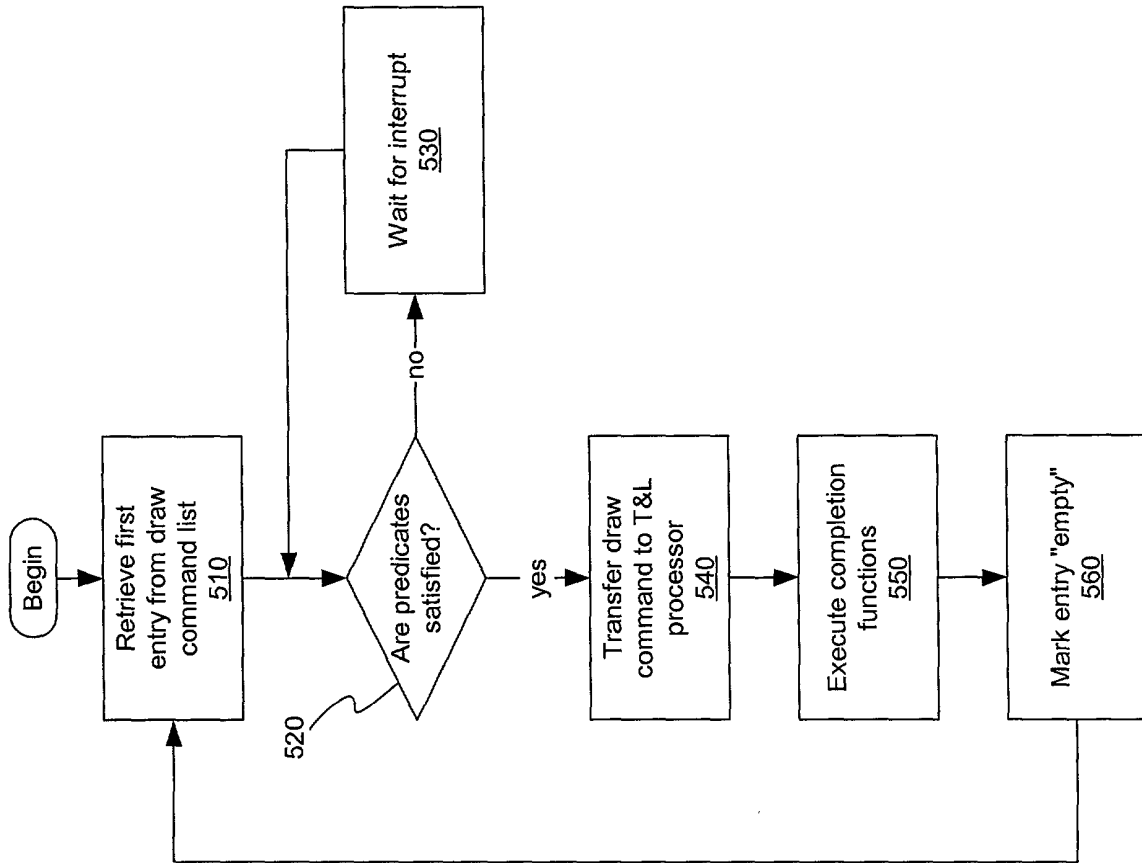 Begin
Retrieve first
entry from draw
command list
510
Are predicates
satisfied?
520
no
Wait for interrupt
530
yes
Transfer draw
command to T&L
processor
540
Execute completion
functions
550
Mark entry "empty"
560